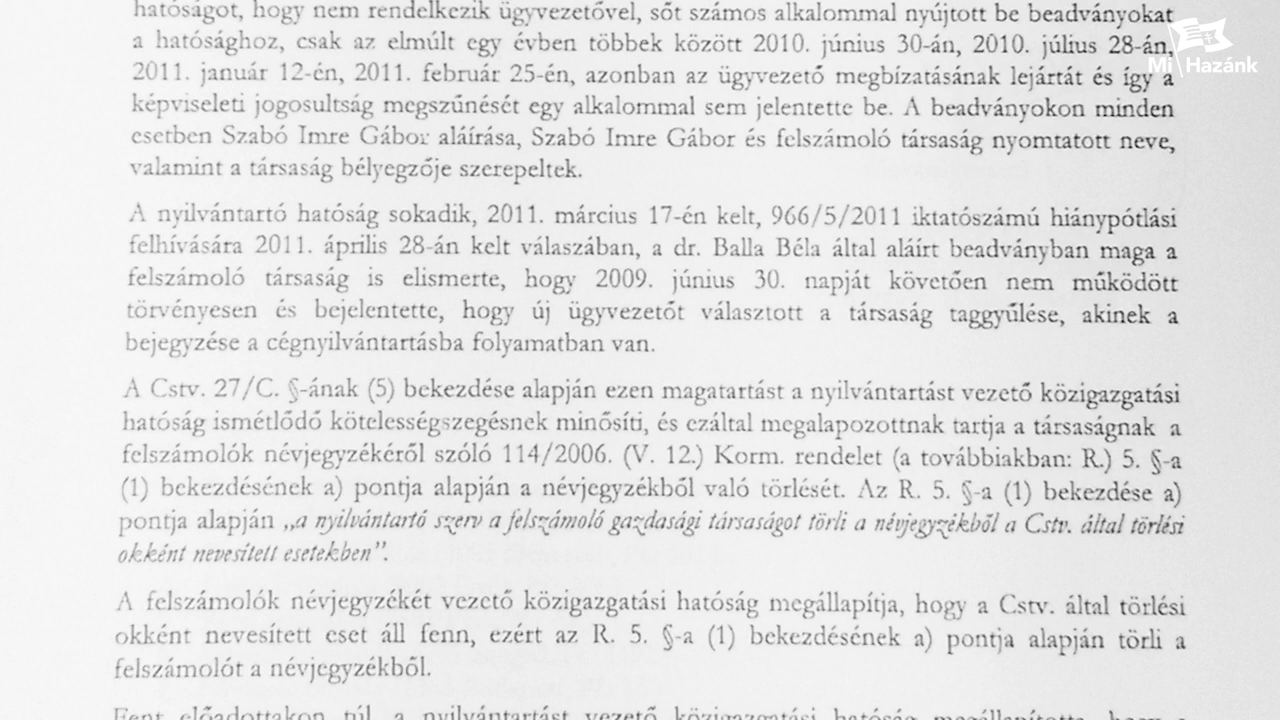 hatóságot, hogy nem rendelkezik ügyvezetővel, sőt számos alkalommal nyújtott be beadványokat
a hatósághoz, csak az elmúlt egy évben többek között 2010. június 30-án, 2010. július 28-án,
2011. január 12-én, 2011. február 25-én, azonban az ügyvezető megbízatásának lejártát és így a
képviseleti jogosultság megszűnését egy alkalommal sem jelentette be. A beadványokon minden
esetben Szabó Imre Gábor aláírása, Szabó Imre Gábor és felszámoló társaság nyomtatott neve,
valamint a társaság bélyegzője szerepeltek.
A nyilvántartó hatóság sokadik, 2011. március 17-én kelt, 966/5/2011 iktatószámú hiánypótlási
felhívására 2011. április 28-án kelt válaszában, a dr. Balla Béla által aláírt beadványban maga a
felszámoló társaság is elismerte, hogy 2009. június 30. napját követően nem működött
törvényesen és bejelentette, hogy új ügyvezetőt választott a társaság taggyűlése, akinek a
bejegyzése a cégnyilvántartásba folyamatban van.
A Cstv. 27/C. §-ának (5) bekezdése alapján ezen magatartást a nyilvántartást vezető közigazgatási
hatóság ismétlődő kötelességszegésnek minősíti, és ezáltal megalapozottnak tartja a társaságnak a
felszámolók névjegyzékéről szóló 114/2006. (V. 12.) Korm. rendelet (a továbbiakban: R.) 5. §-a
(1) bekezdésének a) pontja alapján a névjegyzékből való törlését. Az R. 5. §-a (1) bekezdése a)
pontja alapján „a nyilvántartó szerv a felszámoló gazdasági társaságot törli a névjegyzékből a Cstv. által törlési
okként nevesített esetekben”.
A felszámolók névjegyzékét vezető közigazgatási hatóság megállapítja, hogy a Cstv. által törlési
okként nevesített eset áll fenn, ezért az R. 5. §-a (1) bekezdésének a) pontja alapján törli a
felszámolót a névjegyzékből.
Fent előadottakon túl a nyilvántartást vezető közigazgatási hatóság megállapította, hogy a
Mi Hazánk